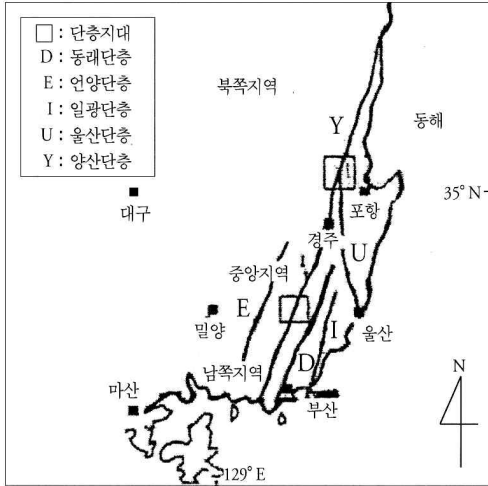 □ : 단층지대
D : 동래단층
E : 언양단층
I : 일광단층
U : 울산단층
Y : 양산단층
북쪽지역
Y
동해
대구
포항
35° N
경주
U
중앙지역
E
밀양
I
울산
남쪽지역
D
N
마산
부산
129° E